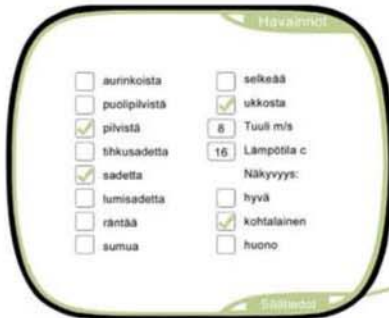 Havainnot
aurinkoista
puolipilvistä
pilvistä
tihkusadetta
sadetta
lumisadetta
räntää
sumua
selkeää
ukkosta
8 Tuuli m/s
16 Lämpötila c
Näkyvyys:
hyvä
kohtalainen
huono